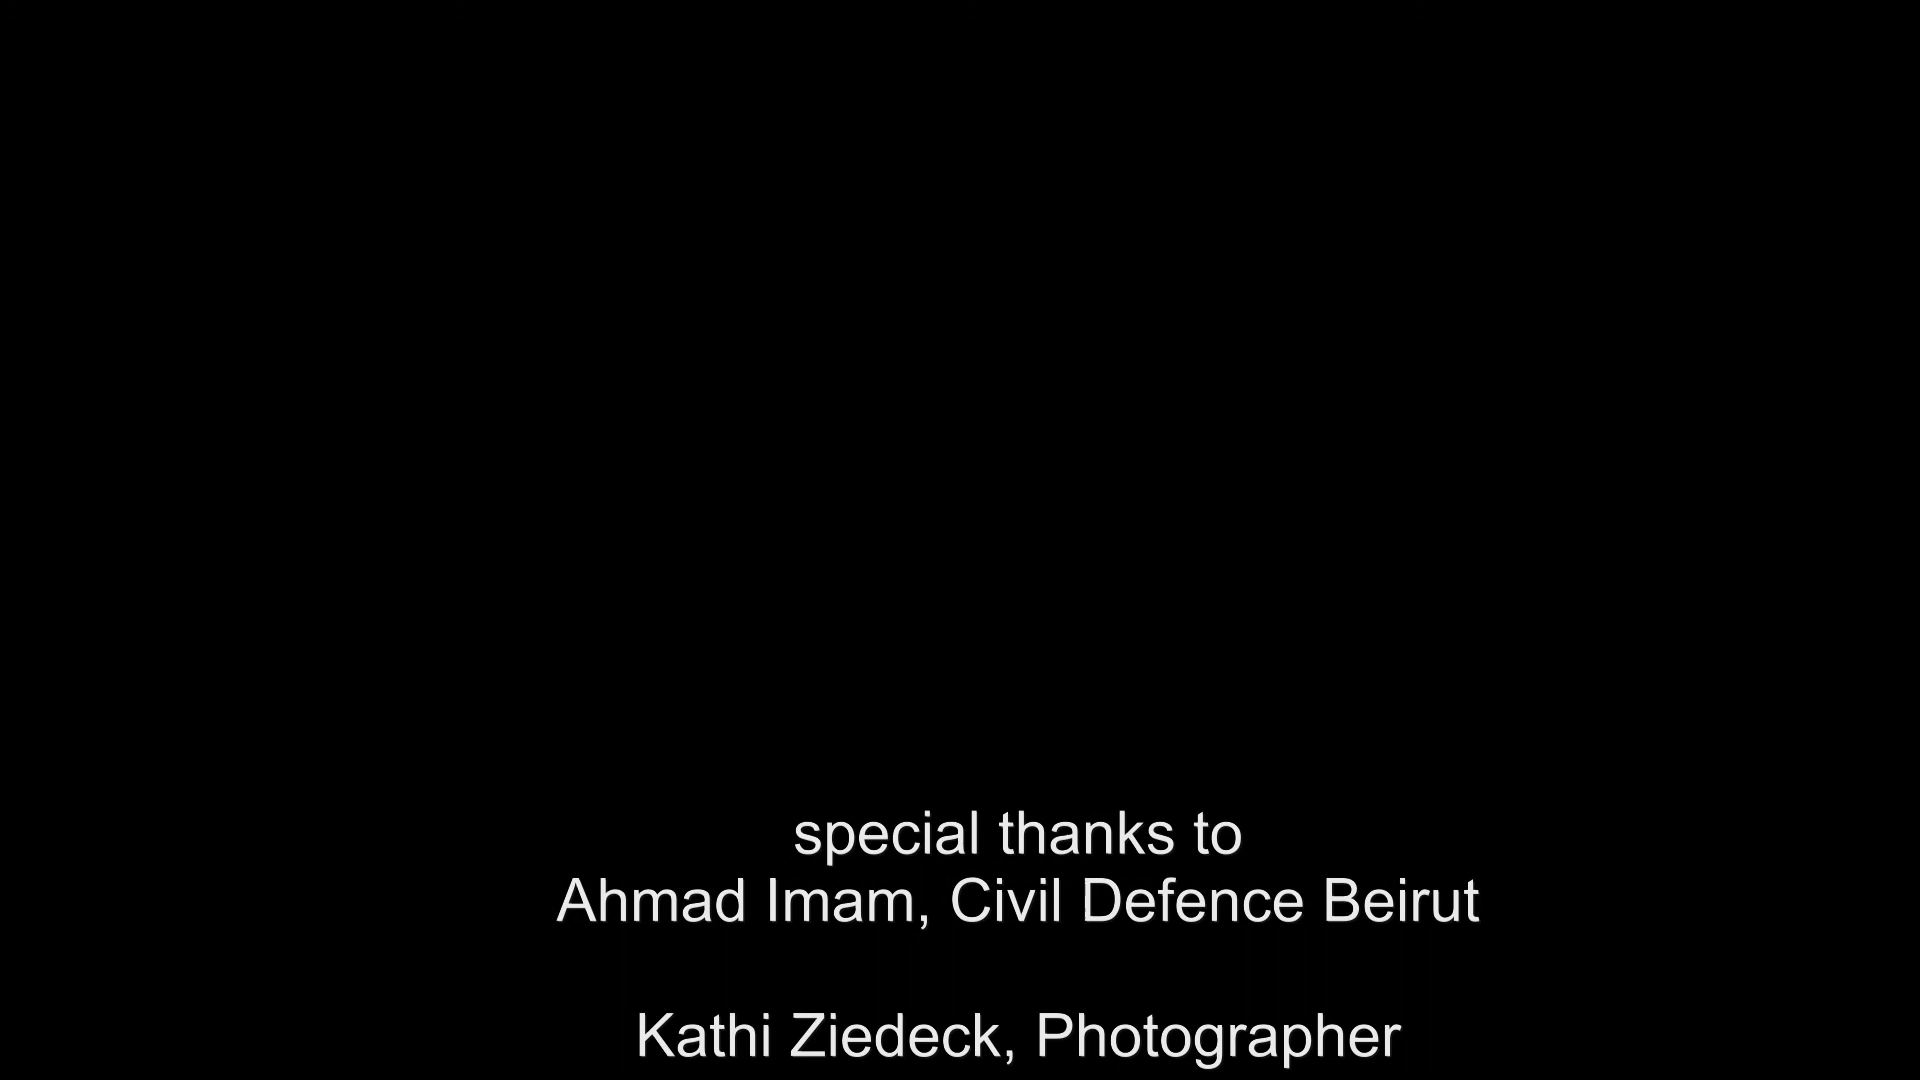 special thanks to
Ahmad Imam, Civil Defence Beirut
Kathi Ziedeck, Photographer